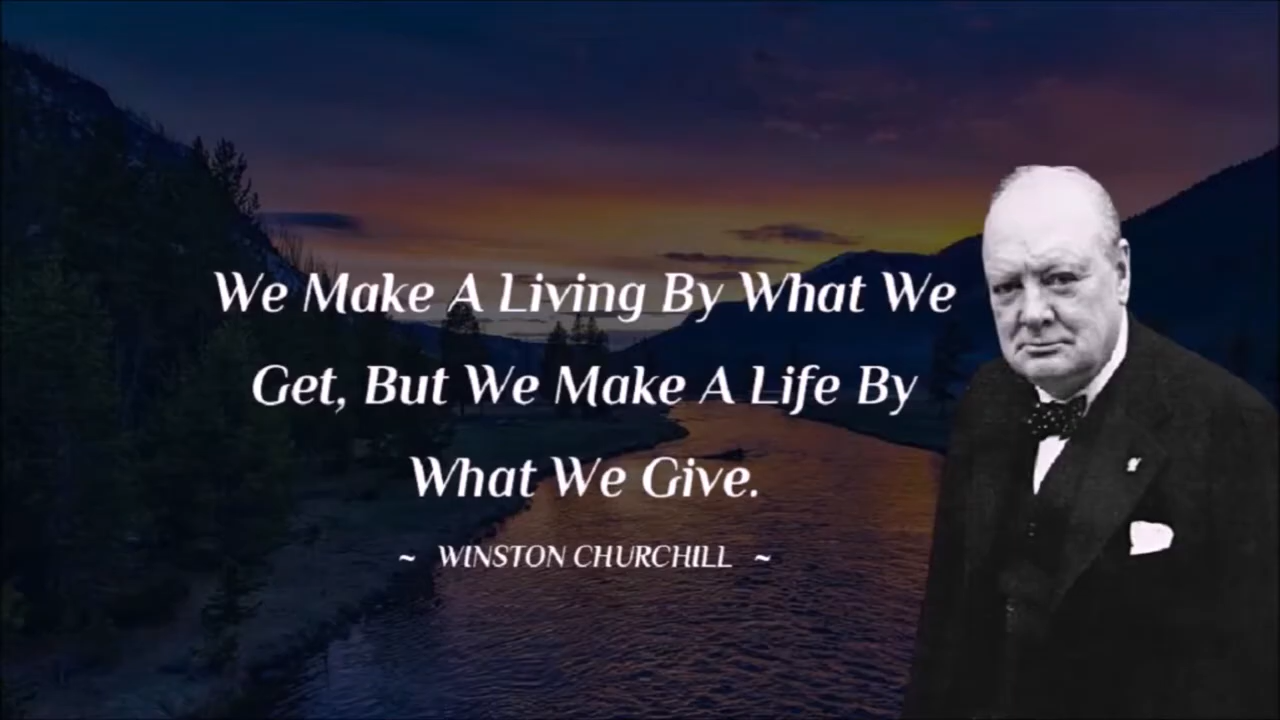 We Make A Living By What We
Get, But We Make A Life By
What We Give.
~ WINSTON CHURCHILL ~